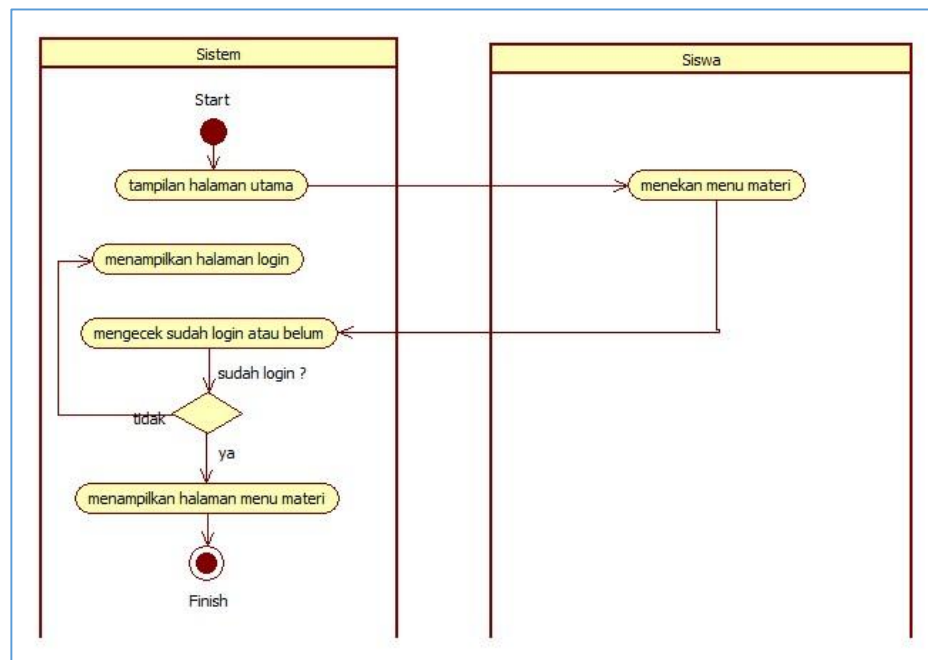 Sistem
Siswa
Start
tampilan halaman utama
menekan menu materi
menampilkan halaman login
mengecek sudah login atau belum
sudah login ?
tidak
ya
menampilkan halaman menu materi
Finish